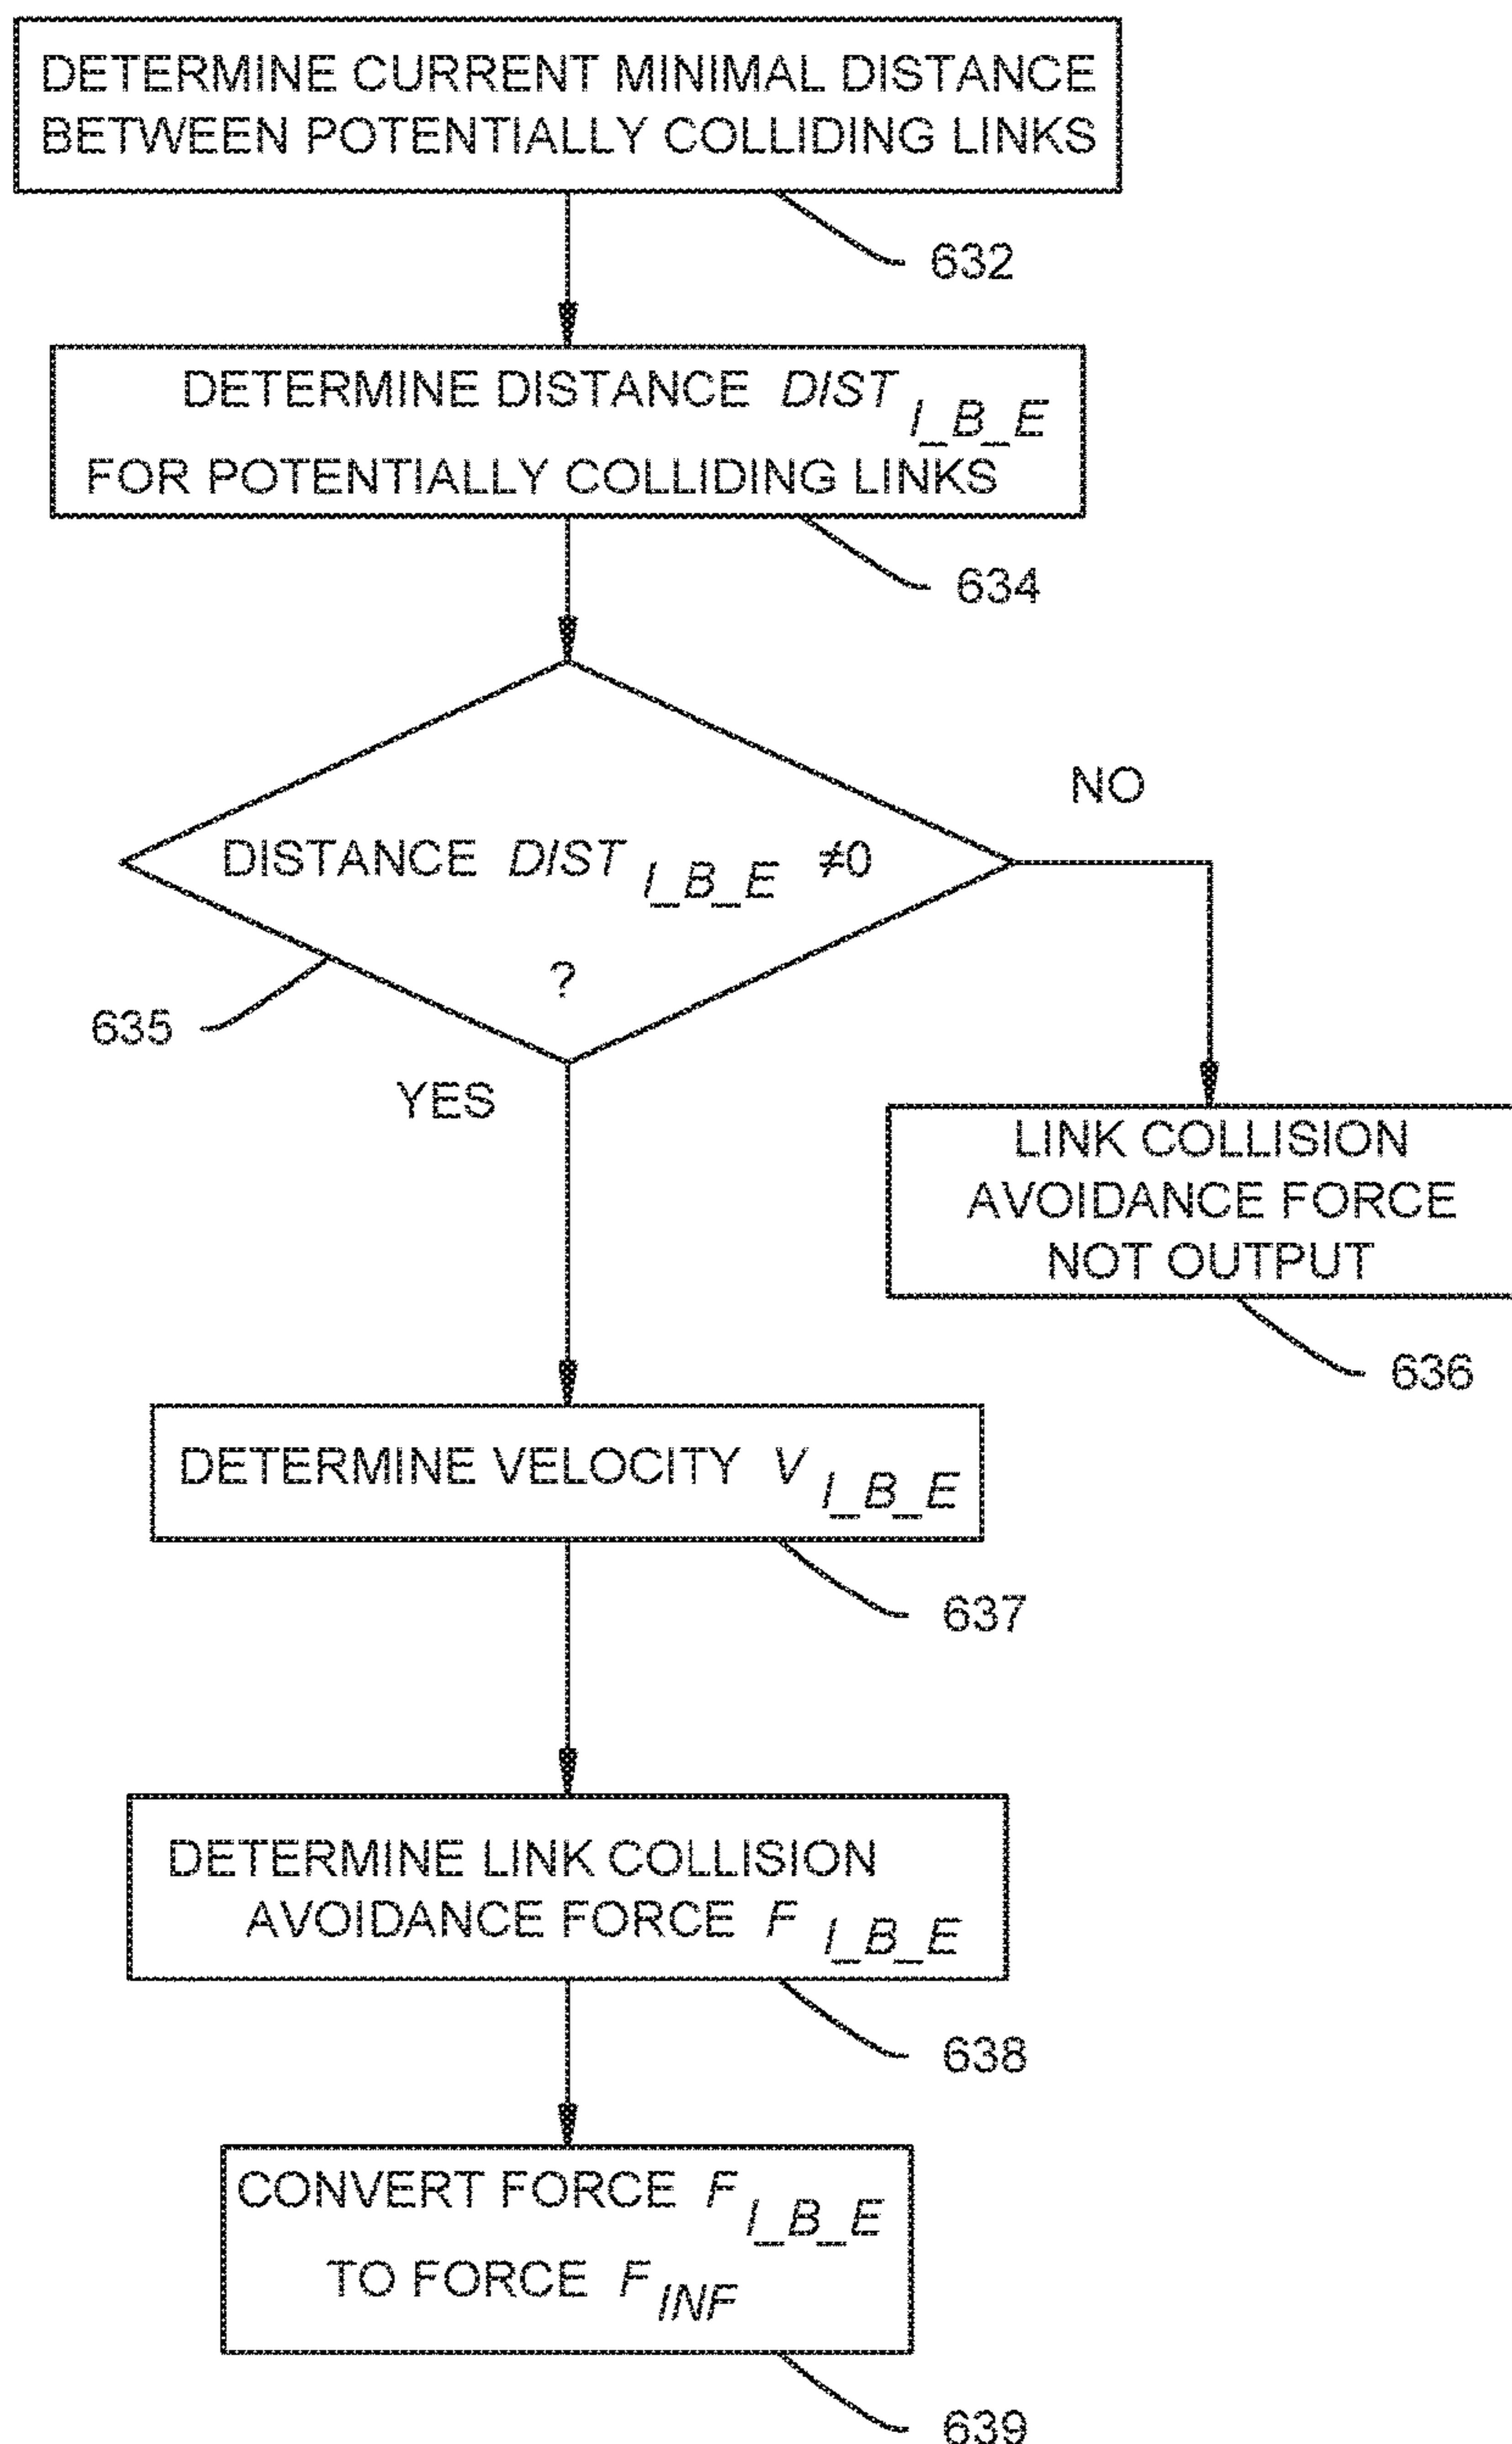 DETERMINE CURRENT MINIMAL DISTANCE
BETWEEN POTENTIALLY COLLIDING LINKS
632
DETERMINE DISTANCE DIST I_B_E
FOR POTENTIALLY COLLIDING LINKS
634
NO
DISTANCE DIST I_B_E ≠0
?
635
YES
LINK COLLISION
AVOIDANCE FORCE
NOT OUTPUT
636
DETERMINE VELOCITY V I_B_E
637
DETERMINE LINK COLLISION
AVOIDANCE FORCE F I_B_E
638
CONVERT FORCE F I_B_E
TO FORCE F INF
639